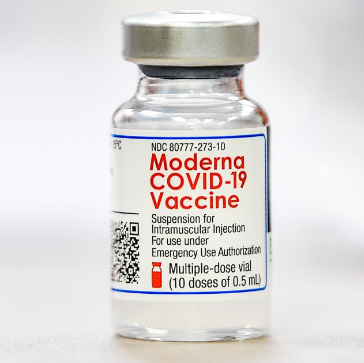 NDC 80777-273-10
Moderna
COVID-19
Vaccine
Suspension for
Intramuscular Injection
For use under
Emergency Use Authorization
Multiple-dose vial
(10 doses of 0.5 mL)